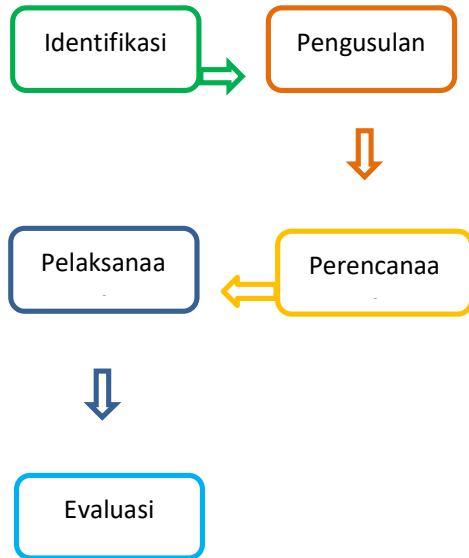 Identifikasi
Pengusulan
Perencanaa
Pelaksanaa
Evaluasi